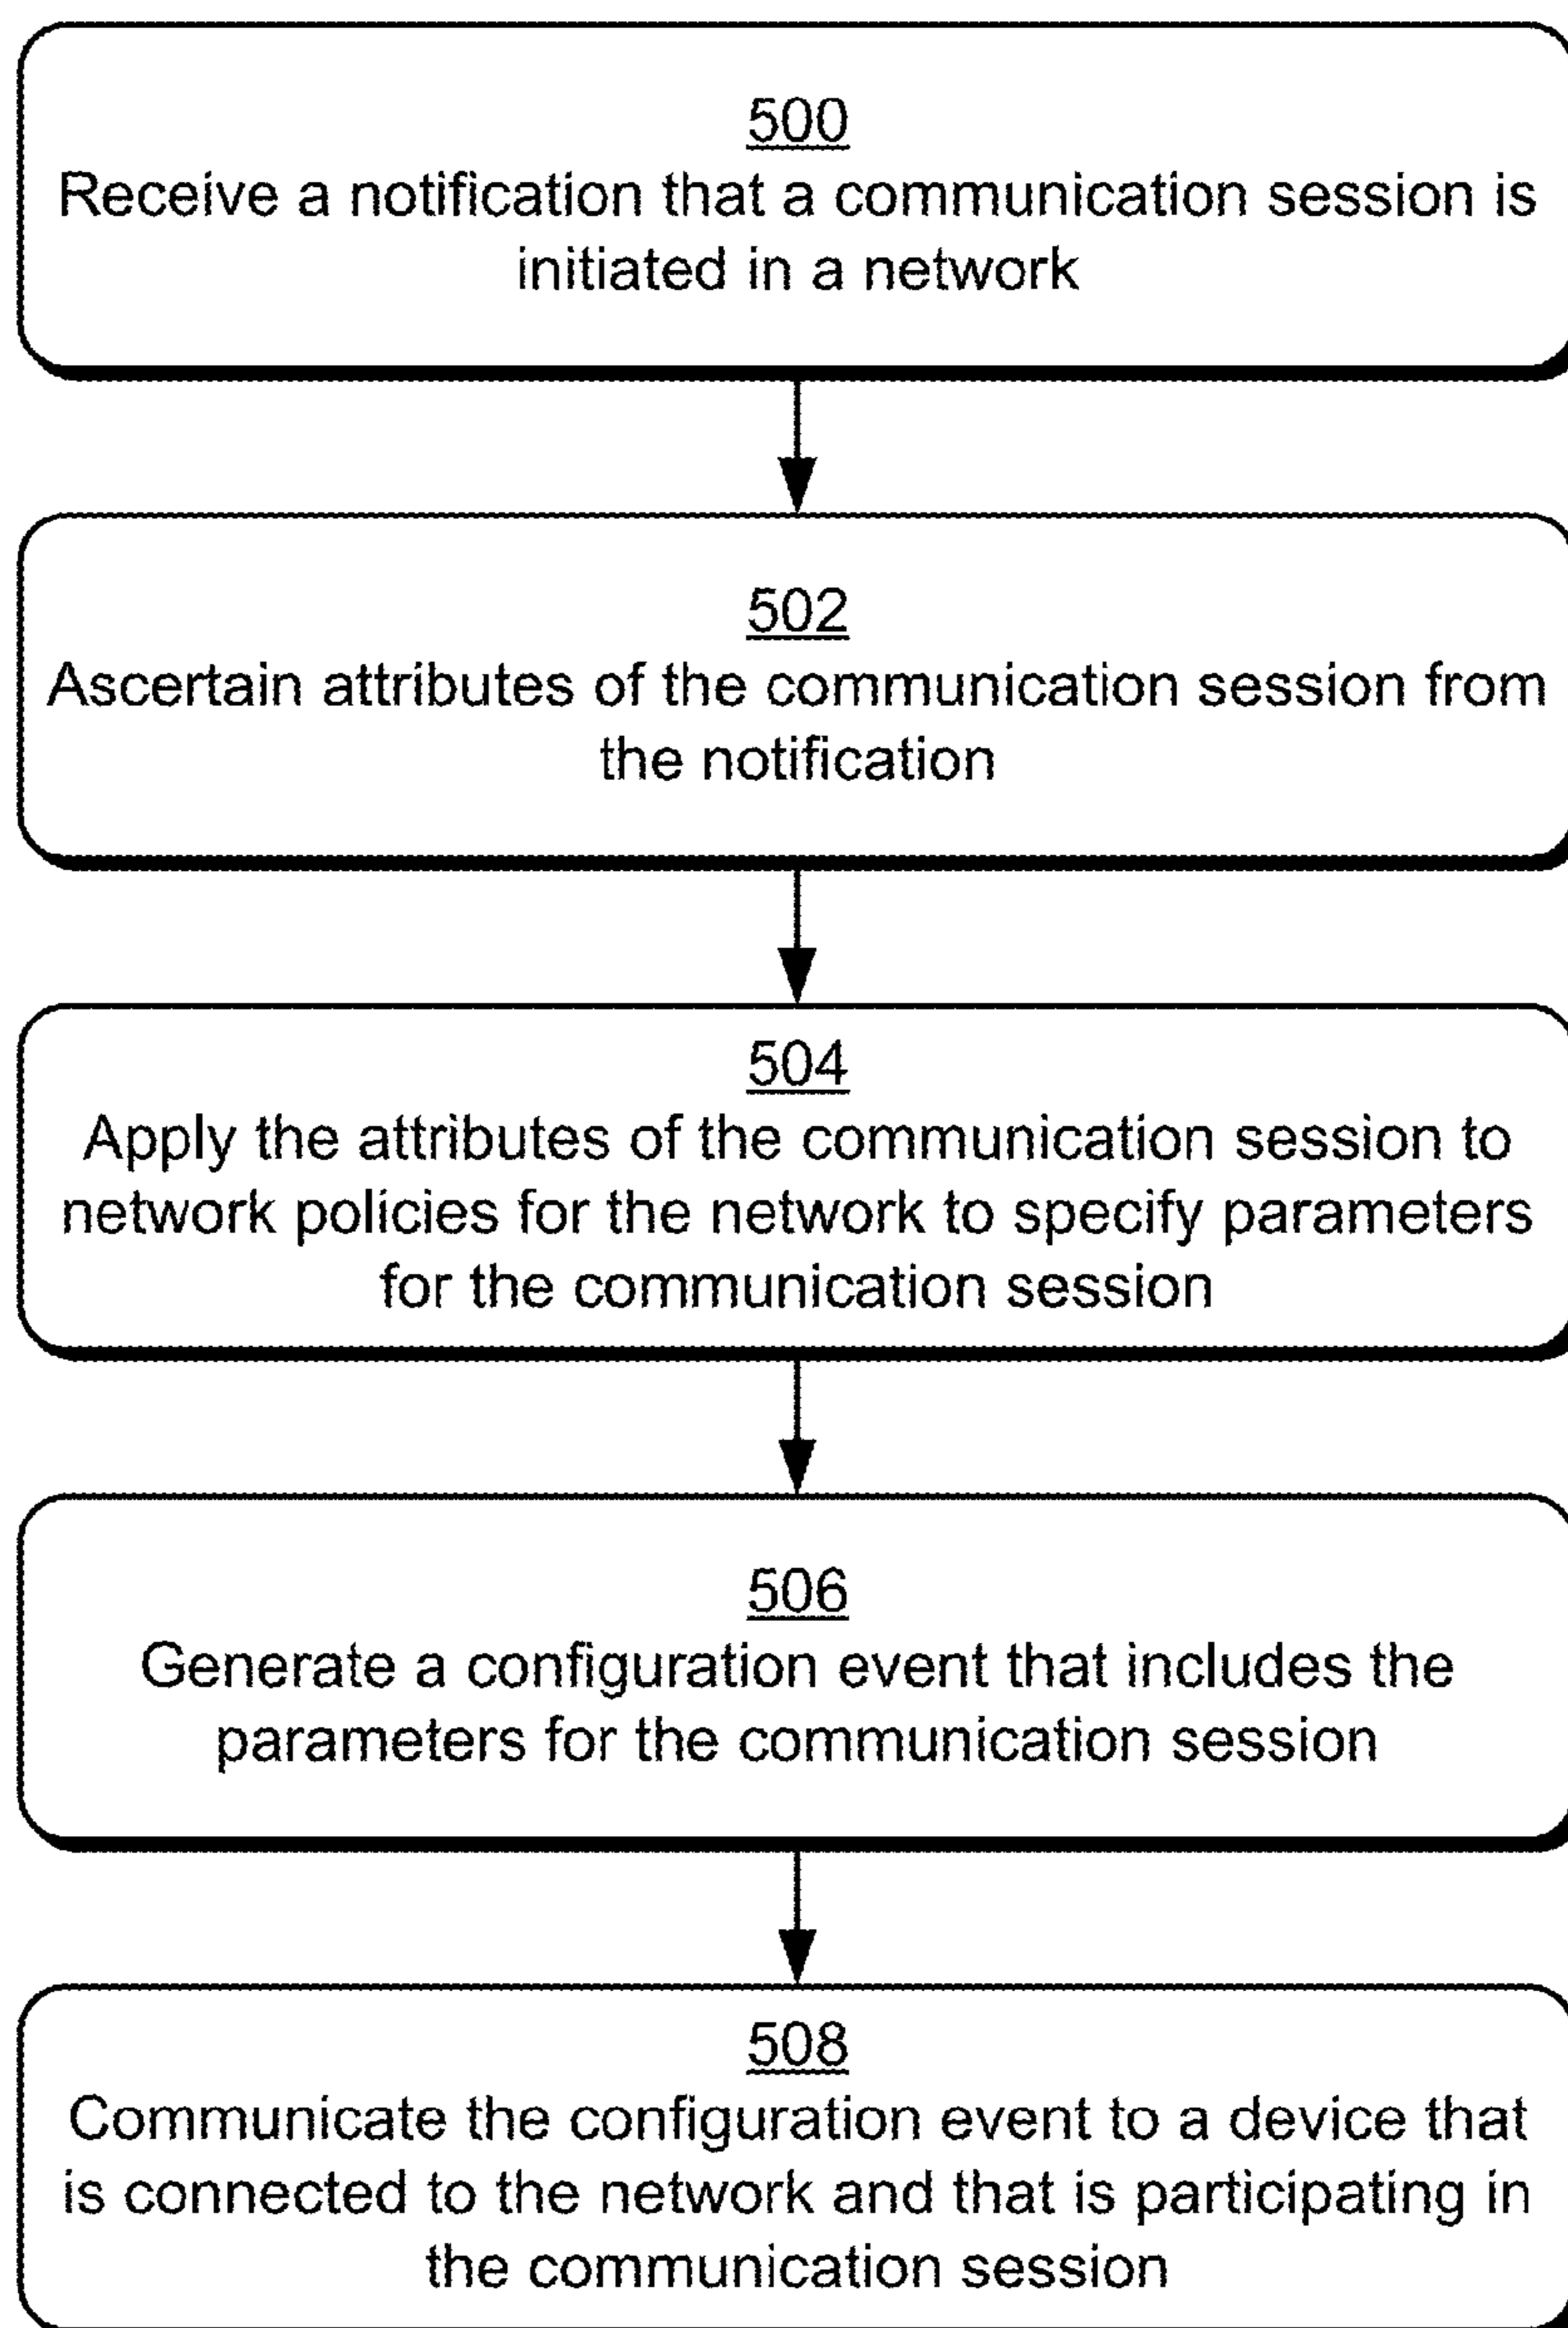 500
Receive a notification that a communication session is
initiated in a network
502
Ascertain attributes of the communication session from
the notification
504
Apply the attributes of the communication session to
network policies for the network to specify parameters
for the communication session
506
Generate a configuration event that includes the
parameters for the communication session
508
Communicate the configuration event to a device that
is connected to the network and that is participating in
the communication session